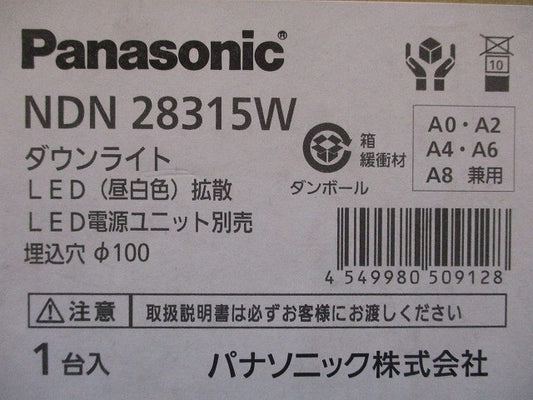 Panasonic®
10
NDN 28315W
ダウンライト
LED（昼白色）拡散
LED電源ユニット別売
埋込穴 φ100
箱
緩衝材
ダンボール
A0・A2
A4・A6
A8 兼用
4 549980 509128
注意
取扱説明書は必ずお客様にお渡しください
1台入
パナソニック株式会社